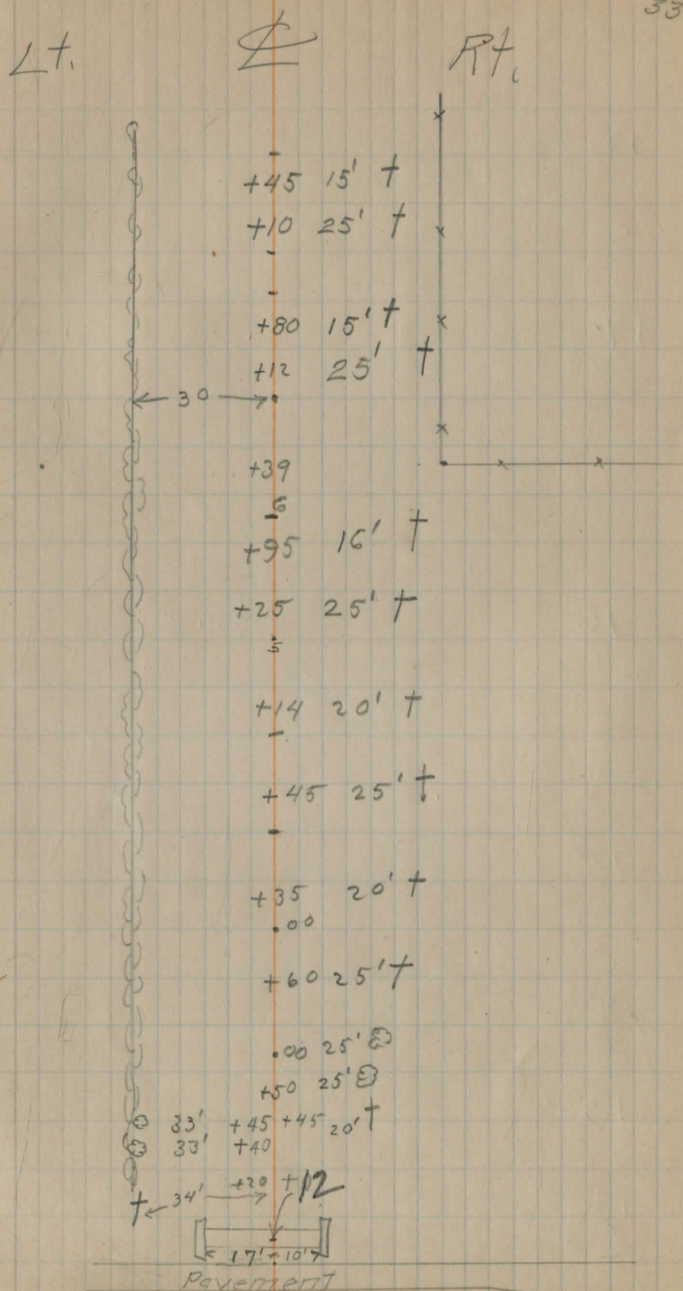 33
Lt. ℄ Rt.
+45 15' †
+10 25' †
+80 15' †
+12 25' †
30
+39
6
+95 16' †
+25 25' †
5
+14 20' †
+45 25' †
+35 20' †
00
+60 25' †
00 25'
+50 25'
33' +45 +45 20' †
33' +40
† 34' +20 +12
17' 10'
Pavement